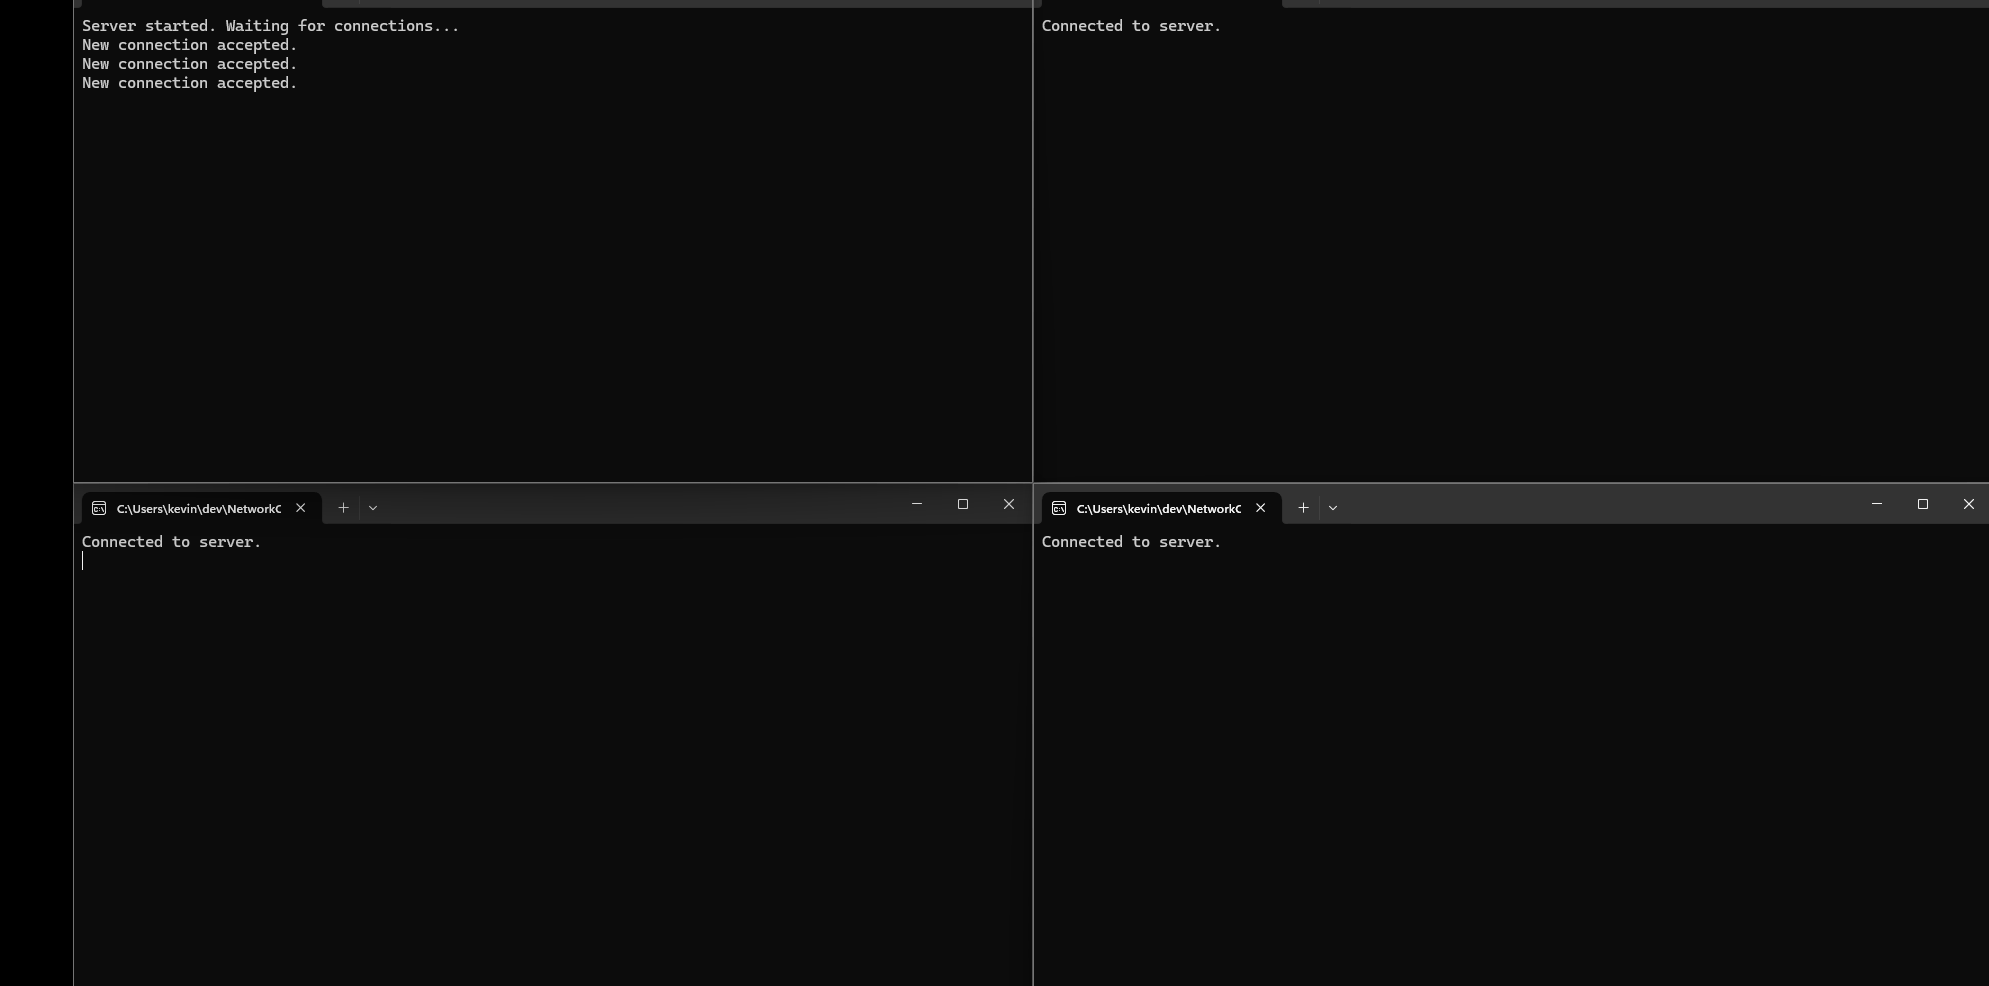 Server started. Waiting for connections...
New connection accepted.
New connection accepted.
New connection accepted.
Connected to server.
C:\Users\kevin\dev\NetworkC
Connected to server.
C:\Users\kevin\dev\NetworkC
Connected to server.